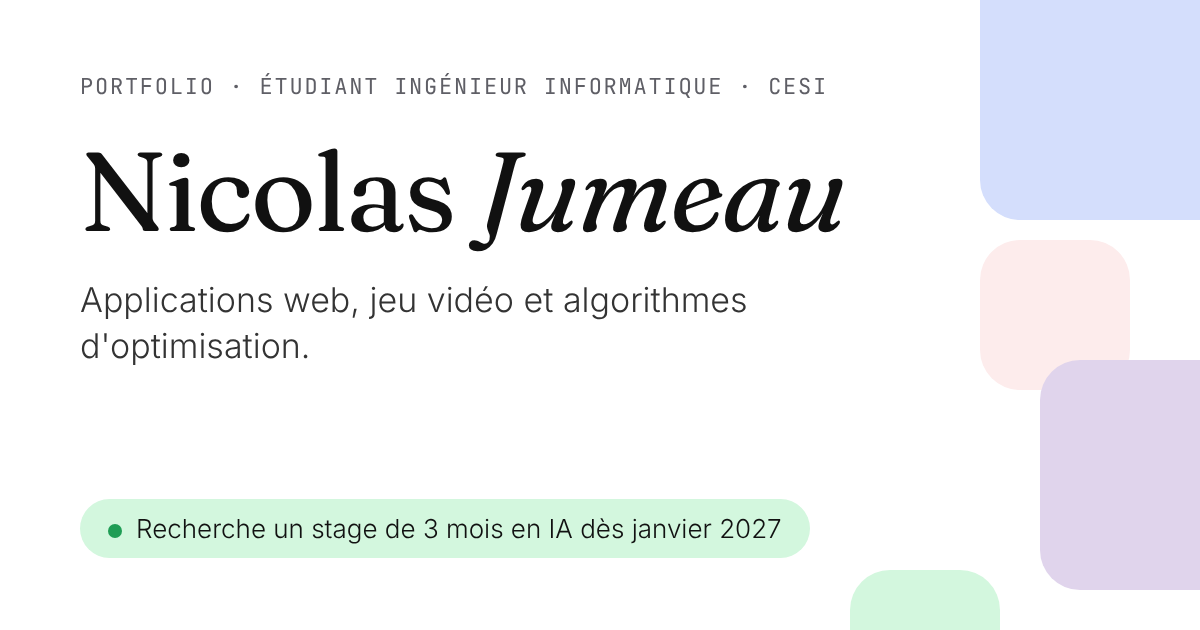 PORTFOLIO · ÉTUDIANT INGÉNIEUR INFORMATIQUE · CESI
Nicolas Jumeau
Applications web, jeu vidéo et algorithmes
d'optimisation.
Recherche un stage de 3 mois en IA dès janvier 2027